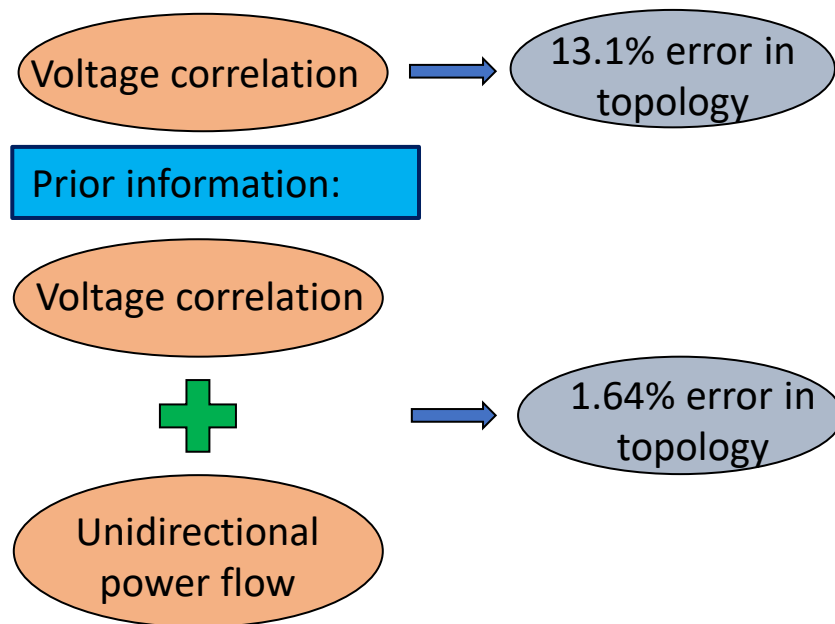 Voltage correlation
13.1% error in
topology
Prior information:
Voltage correlation
1.64% error in
topology
Unidirectional
power flow